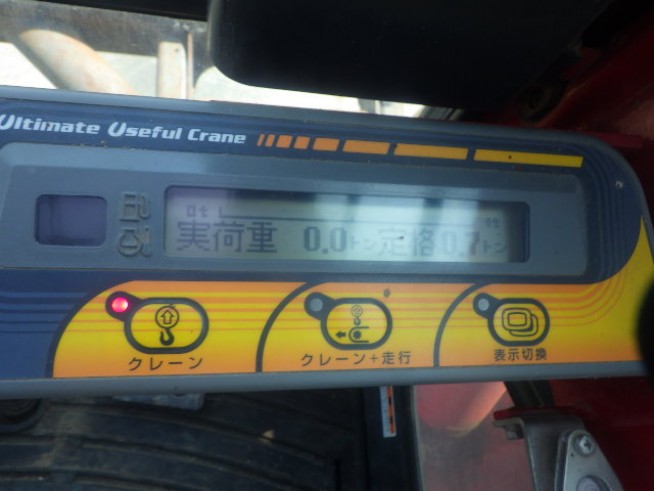 Ultimate Useful Crane
0t
実荷重 0.0トン 定格0.7トン
クレーン
クレーン+走行
表示切換